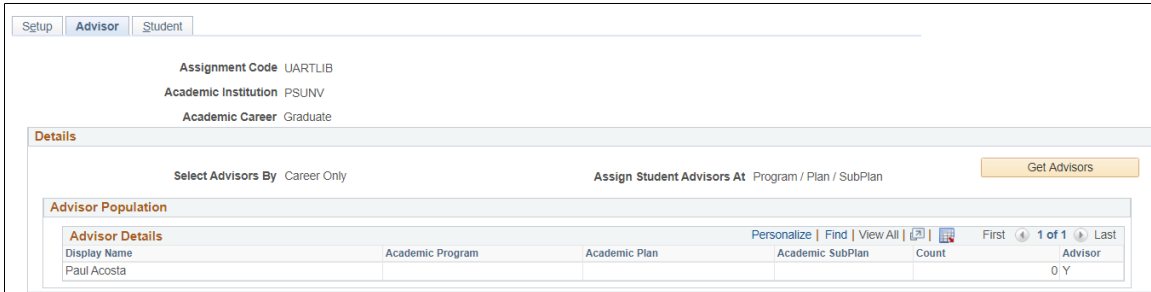 Setup Advisor Student
Assignment Code UARTLIB
Academic Institution PSUNV
Academic Career Graduate
Details
Select Advisors By Career Only Assign Student Advisors At Program / Plan / SubPlan Get Advisors
Advisor Population
Advisor Details Personalize | Find | View All | | First 1 of 1 Last
Display Name Academic Program Academic Plan Academic SubPlan Count Advisor
Paul Acosta 0 Y